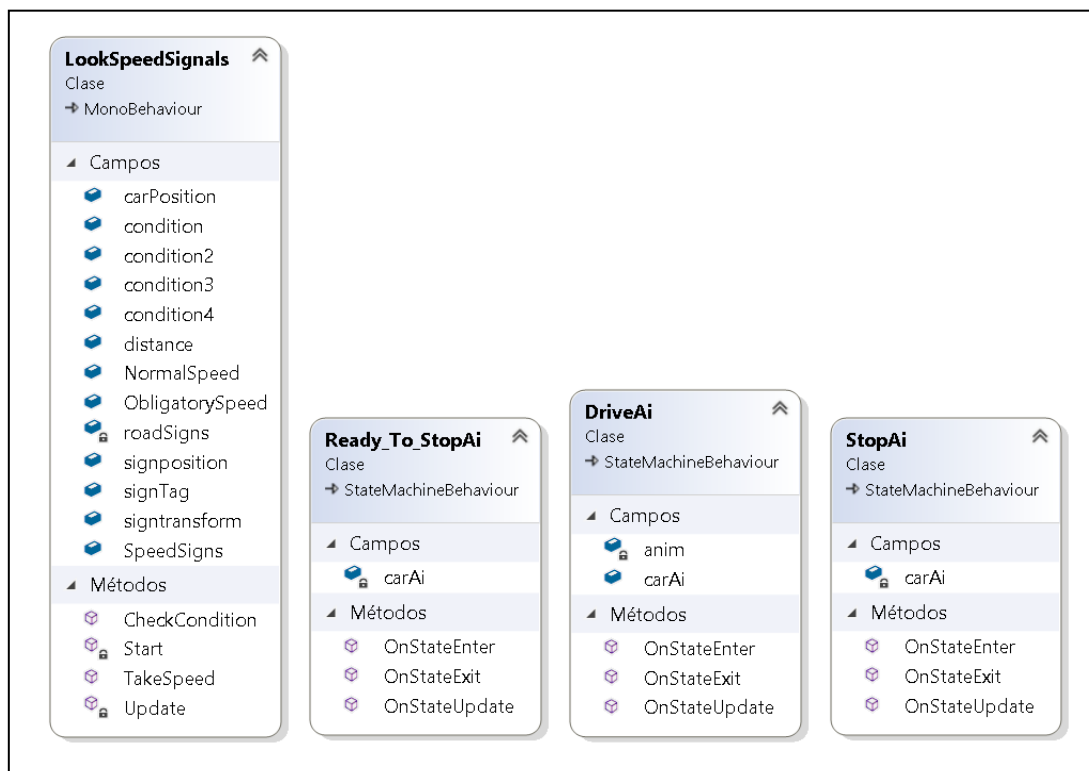 LookSpeedSignals
Clase
MonoBehaviour
Campos
carPosition
condition
condition2
condition3
condition4
distance
NormalSpeed
ObligatorySpeed
roadSigns
signposition
signTag
signtransform
SpeedSigns
Métodos
CheckCondition
Start
TakeSpeed
Update
Ready_To_StopAi
Clase
StateMachineBehaviour
Campos
carAi
Métodos
OnStateEnter
OnStateExit
OnStateUpdate
DriveAi
Clase
StateMachineBehaviour
Campos
anim
carAi
Métodos
OnStateEnter
OnStateExit
OnStateUpdate
StopAi
Clase
StateMachineBehaviour
Campos
carAi
Métodos
OnStateEnter
OnStateExit
OnStateUpdate